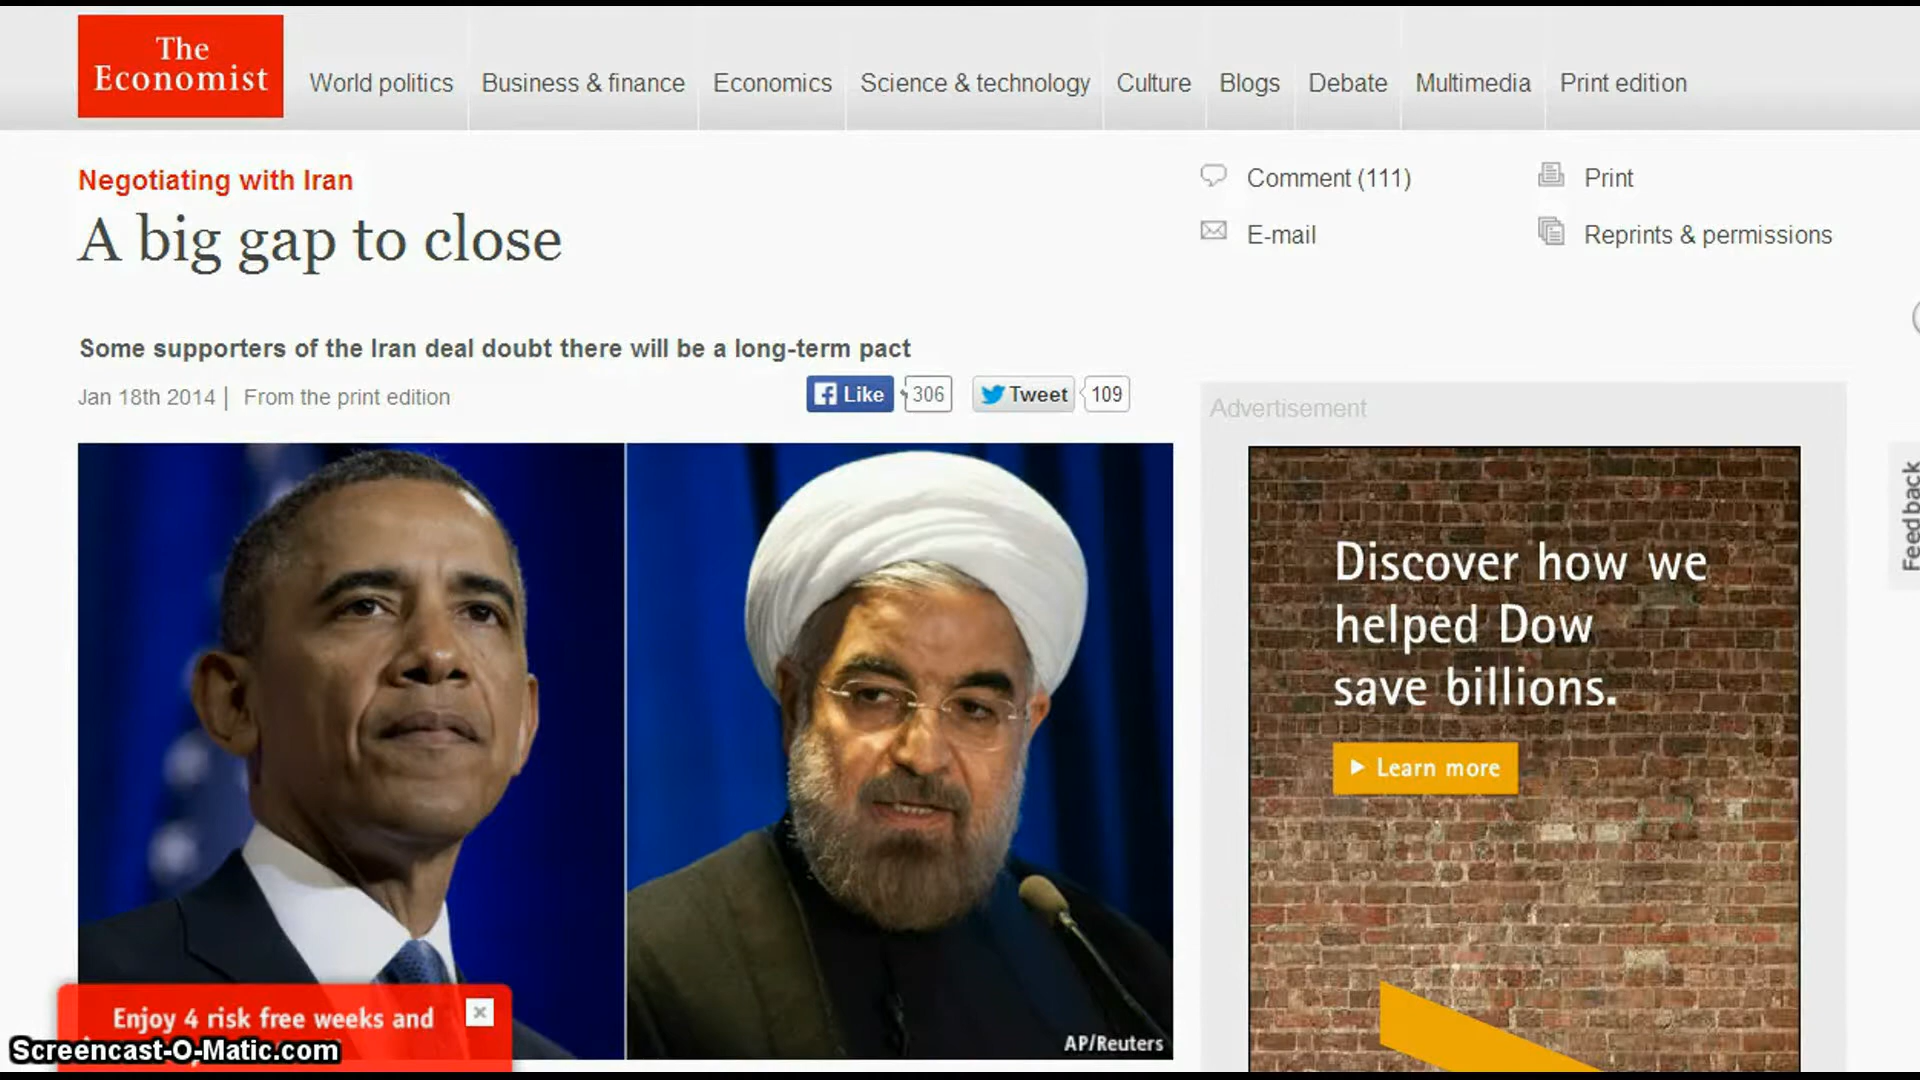 The
Economist
World politics
Business & finance
Economics
Science & technology
Culture
Blogs
Debate
Multimedia
Print edition
Negotiating with Iran
A big gap to close
Comment (111)
Print
E-mail
Reprints & permissions
Some supporters of the Iran deal doubt there will be a long-term pact
Jan 18th 2014 | From the print edition
Like
306
Tweet
109
Advertisement
Discover how we
helped Dow
save billions.
Learn more
Feedback
AP/Reuters
Enjoy 4 risk free weeks and
Screencast-O-Matic.com